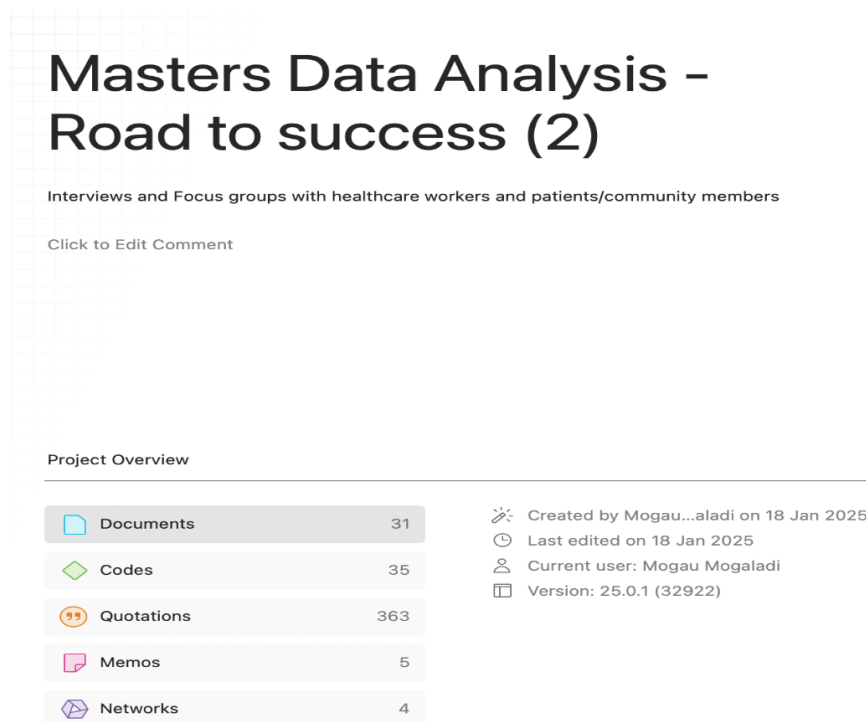 Masters Data Analysis –
Road to success (2)
Interviews and Focus groups with healthcare workers and patients/community members
Click to Edit Comment
Project Overview
Documents 31
Codes 35
Quotations 363
Memos 5
Networks 4
Created by Mogau...aladi on 18 Jan 2025
Last edited on 18 Jan 2025
Current user: Mogau Mogaladi
Version: 25.0.1 (32922)